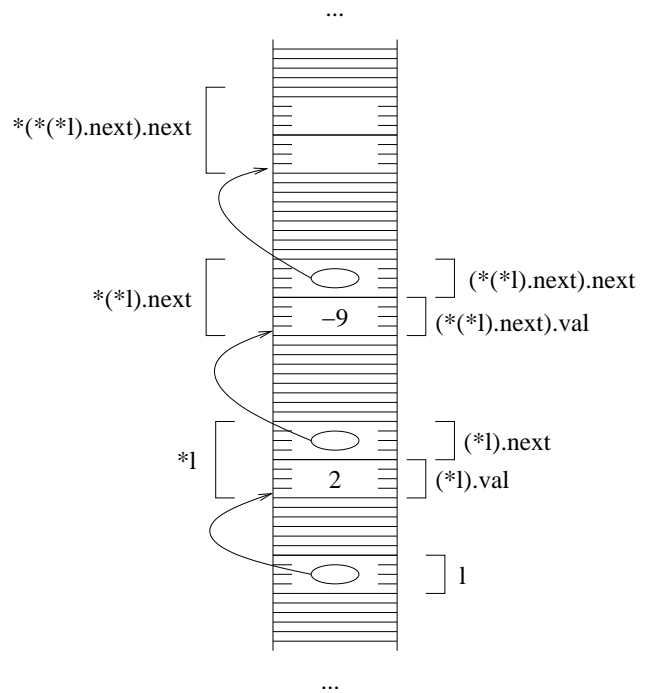 ...
*(*(*l).next).next
(*(*l).next).next
*(*l).next
–9
(*(*l).next).val
(*l).next
*l
2
(*l).val
l
...